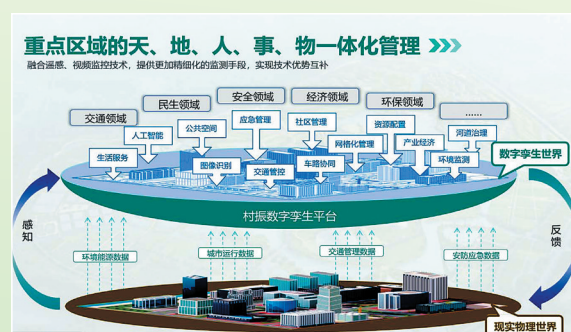 重点区域的天、地、人、事、物一体化管理
融合遥感、视频监控技术，提供更加精细化的监测手段，实现技术优势互补
交通领域
民生领域
安全领域
经济领域
环保领域
……
人工智能
公共空间
应急管理
社区管理
资源配置
河道治理
生活服务
图像识别
交通管控
车路协同
网格化管理
产业经济
环境监测
数字孪生世界
村振数字孪生平台
感知
反馈
环境能源数据
城市运行数据
交通管理数据
安防应急数据
现实物理世界